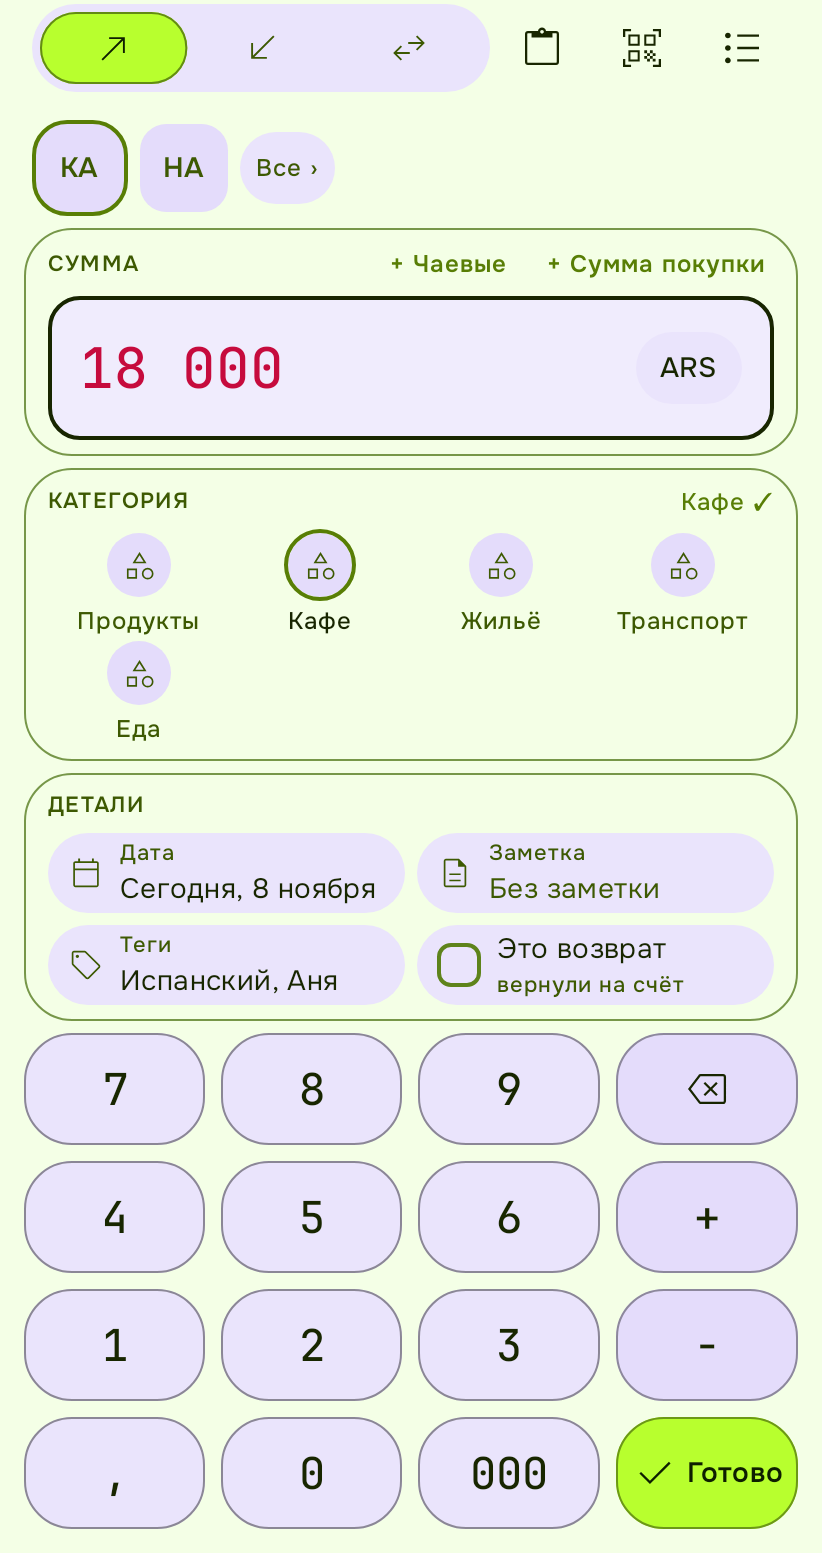 КА НА Все ›
СУММА + Чаевые + Сумма покупки
18 000 ARS
КАТЕГОРИЯ Кафе ✓
Продукты Кафе Жильё Транспорт
Еда
ДЕТАЛИ
Дата
Сегодня, 8 ноября
Заметка
Без заметки
Теги
Испанский, Аня
Это возврат
вернули на счёт
7 8 9
4 5 6 +
1 2 3 -
, 0 000 Готово